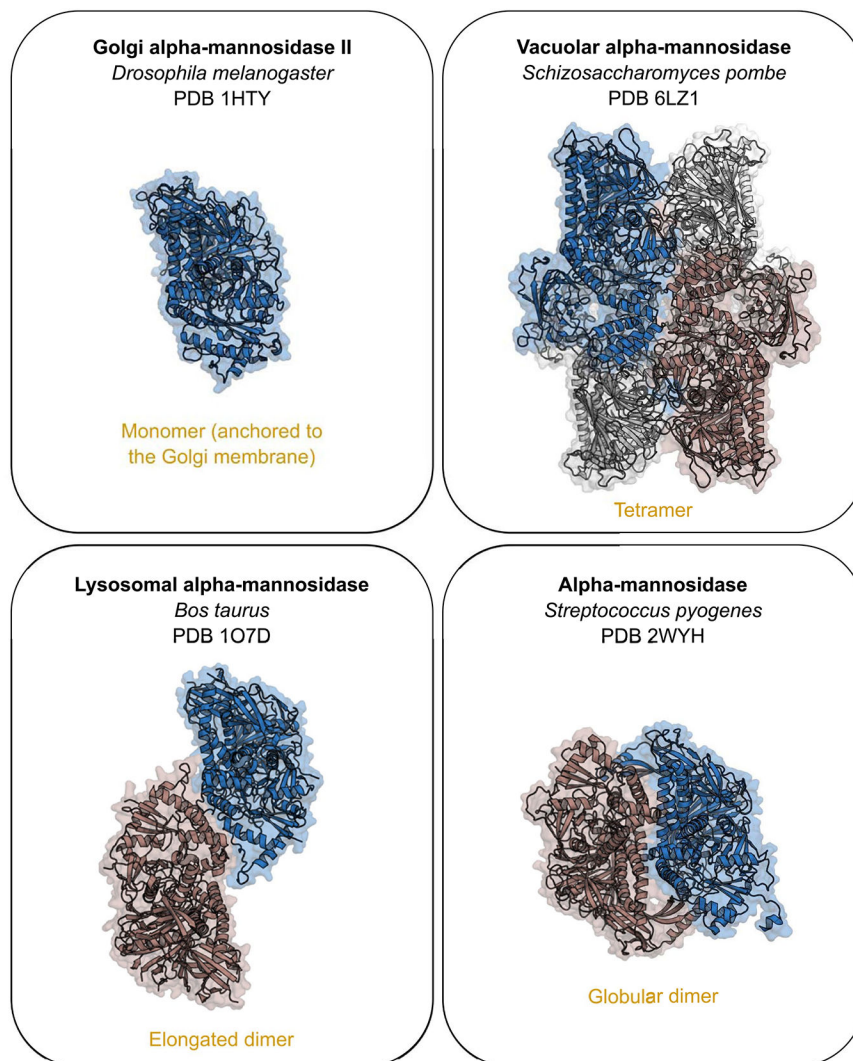 Golgi alpha-mannosidase II
Drosophila melanogaster
PDB 1HTY
Monomer (anchored to
the Golgi membrane)
Vacuolar alpha-mannosidase
Schizosaccharomyces pombe
PDB 6LZ1
Tetramer
Lysosomal alpha-mannosidase
Bos taurus
PDB 1O7D
Elongated dimer
Alpha-mannosidase
Streptococcus pyogenes
PDB 2WYH
Globular dimer